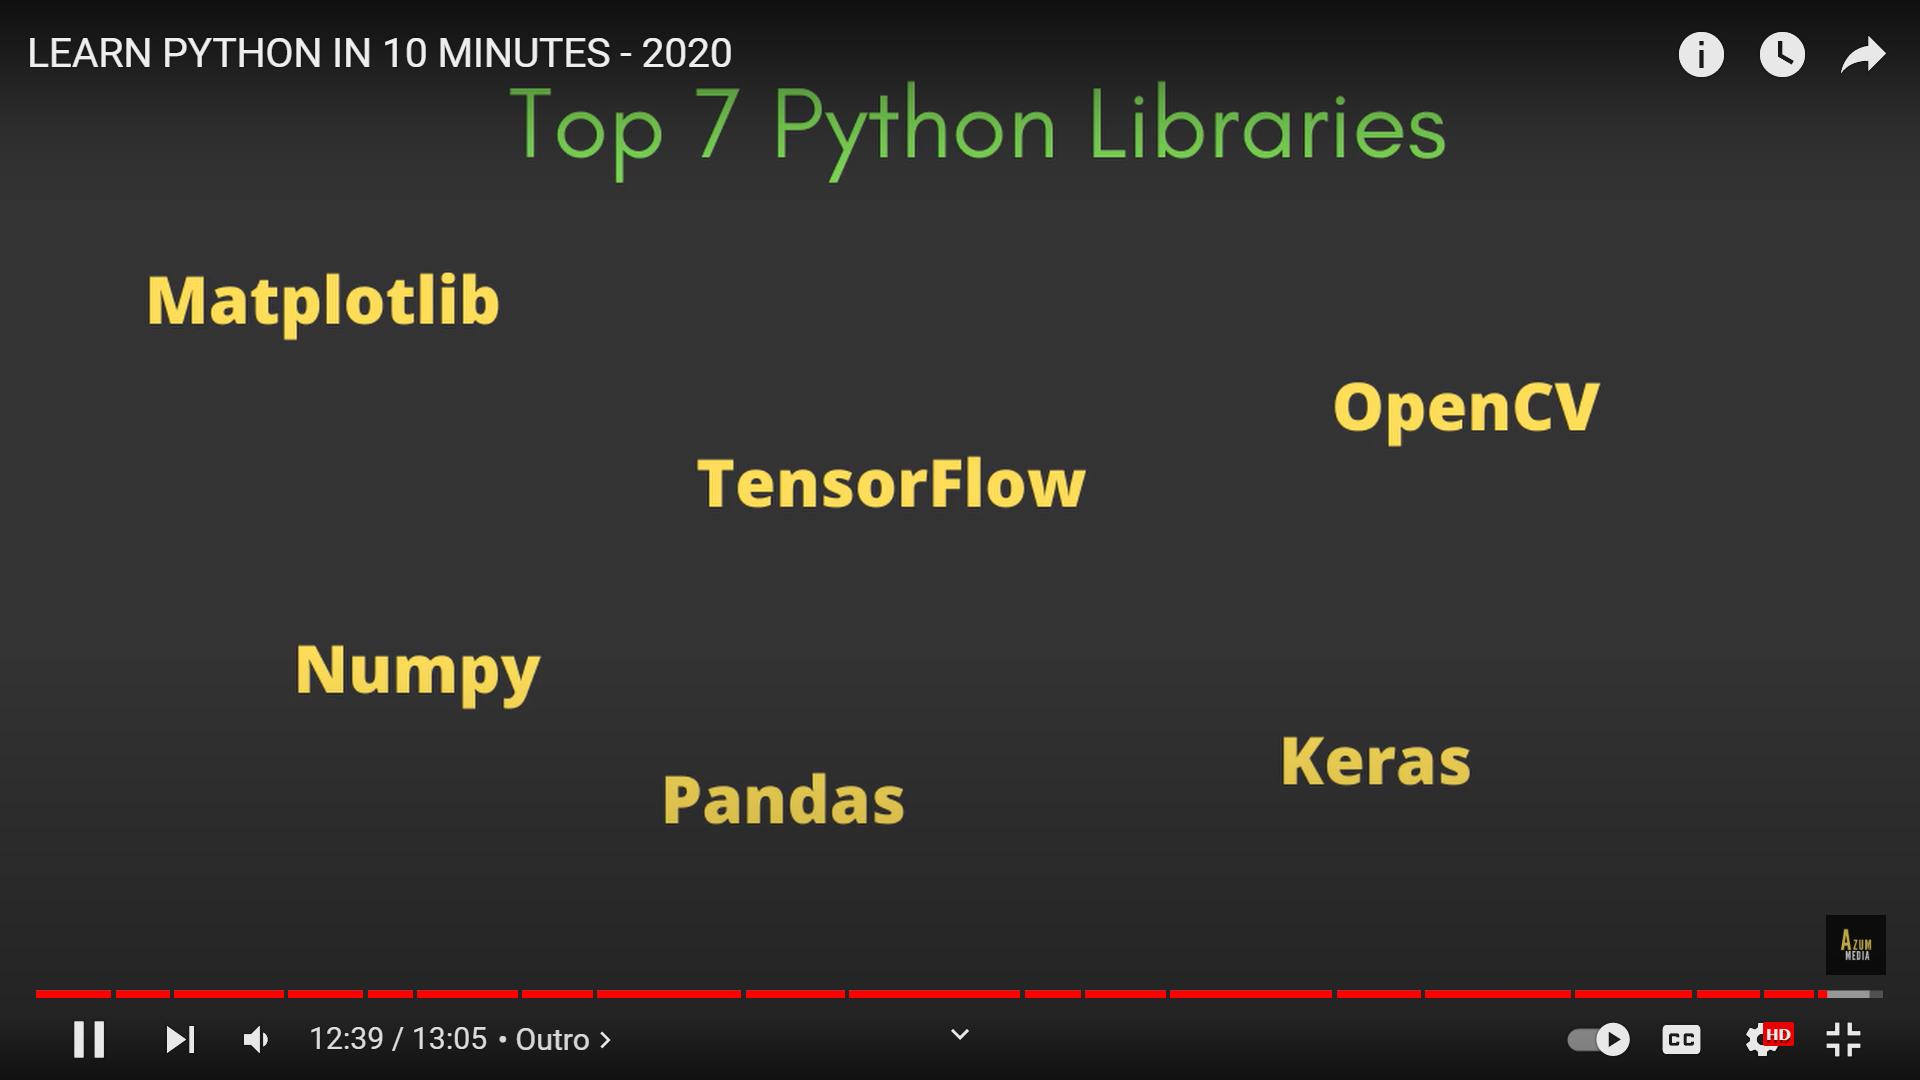 LEARN PYTHON IN 10 MINUTES - 2020
Top 7 Python Libraries
Matplotlib
OpenCV
TensorFlow
Numpy
Keras
Pandas
AZUM
MEDIA
12:39 / 13:05 • Outro
CC
HD